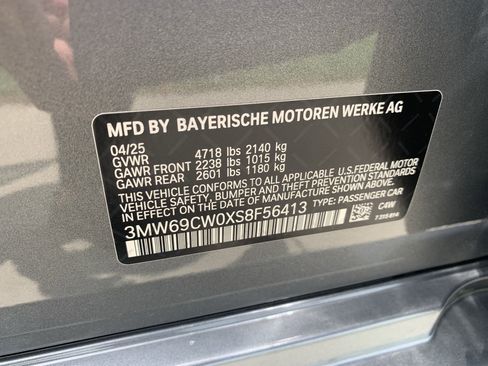 MFD BY BAYERISCHE MOTOREN WERKE AG
04/25
GVWR 4718 lbs 2140 kg
GAWR FRONT 2238 lbs 1015 kg
GAWR REAR 2601 lbs 1180 kg
THIS VEHICLE CONFORMS TO ALL APPLICABLE U.S.FEDERAL MOTOR
VEHICLE SAFETY, BUMPER AND THEFT PREVENTION STANDARDS
IN EFFECT ON THE DATE OF MANUFACTURE SHOWN ABOVE.
3MW69CW0XS8F56413 TYPE: PASSENGER CAR
C4W
7315614